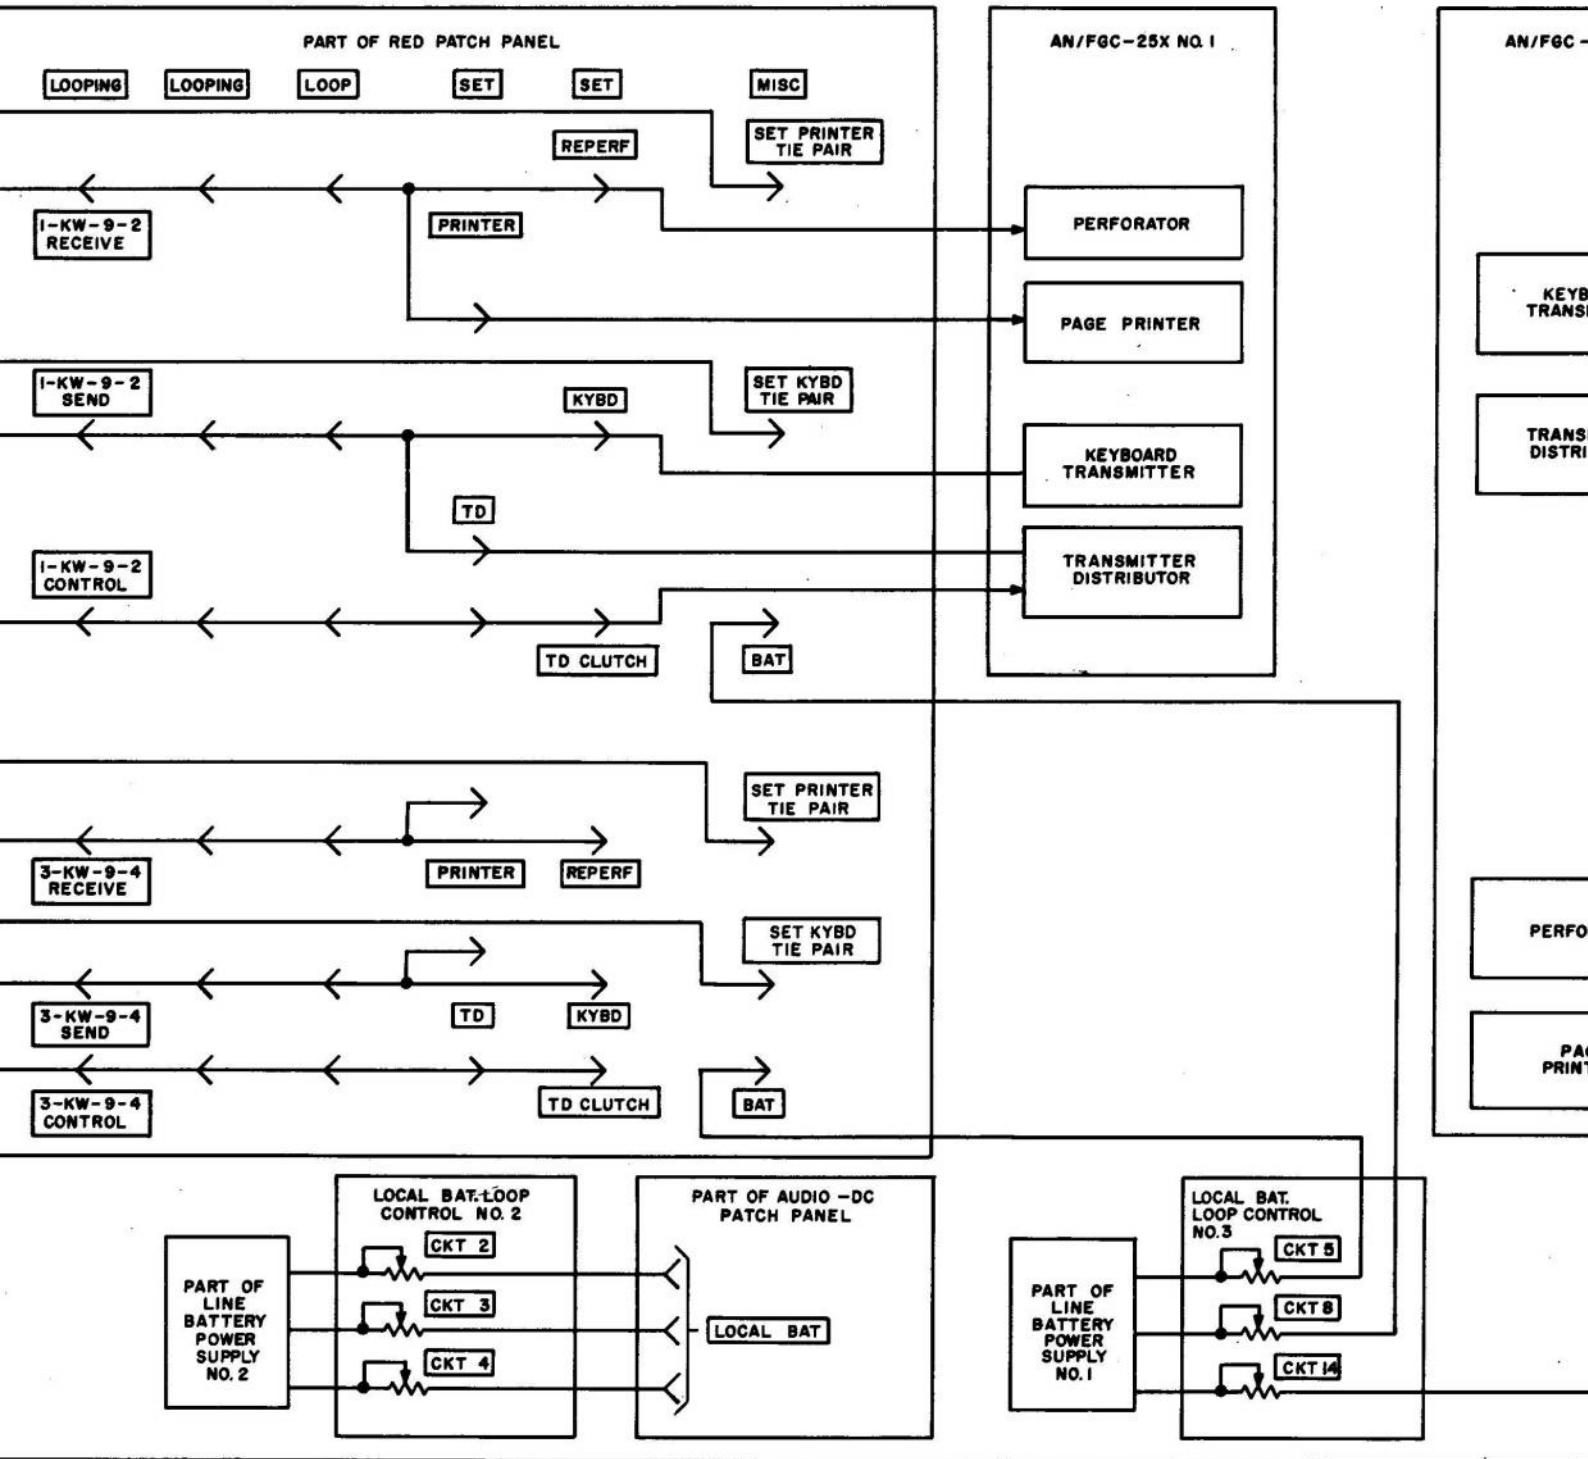 PART OF RED PATCH PANEL
LOOPING
LOOPING
LOOP
SET
SET
MISC
REPERF
SET PRINTER
TIE PAIR
1-KW-9-2
RECEIVE
PRINTER
1-KW-9-2
SEND
KYBD
SET KYBD
TIE PAIR
TD
1-KW-9-2
CONTROL
TD CLUTCH
BAT
SET PRINTER
TIE PAIR
3-KW-9-4
RECEIVE
PRINTER
REPERF
SET KYBD
TIE PAIR
3-KW-9-4
SEND
TD
KYBD
3-KW-9-4
CONTROL
TD CLUTCH
BAT
AN/FGC-25X NO. 1
PERFORATOR
PAGE PRINTER
KEYBOARD
TRANSMITTER
TRANSMITTER
DISTRIBUTOR
AN/FGC-
KEYB
TRANS
TRANS
DISTRI
PERFO
PA
PRIN
PART OF
LINE
BATTERY
POWER
SUPPLY
NO. 2
LOCAL BAT. LOOP
CONTROL NO. 2
CKT 2
CKT 3
CKT 4
PART OF AUDIO-DC
PATCH PANEL
LOCAL BAT
PART OF
LINE
BATTERY
POWER
SUPPLY
NO. 1
LOCAL BAT.
LOOP CONTROL
NO. 3
CKT 5
CKT 8
CKT 14